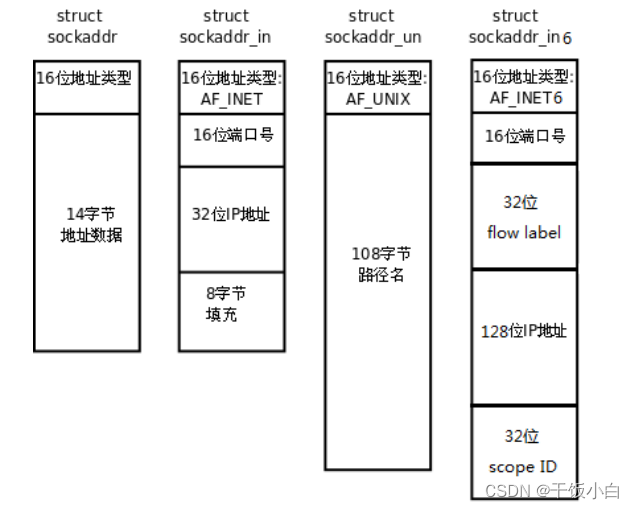 struct
sockaddr
16位地址类型
14字节
地址数据
struct
sockaddr_in
16位地址类型:
AF_INET
16位端口号
32位IP地址
8字节
填充
struct
sockaddr_un
16位地址类型:
AF_UNIX
108字节
路径名
struct
sockaddr_in6
16位地址类型:
AF_INET6
16位端口号
32位
flow label
128位IP地址
32位
scope ID
CSDN @干饭小白